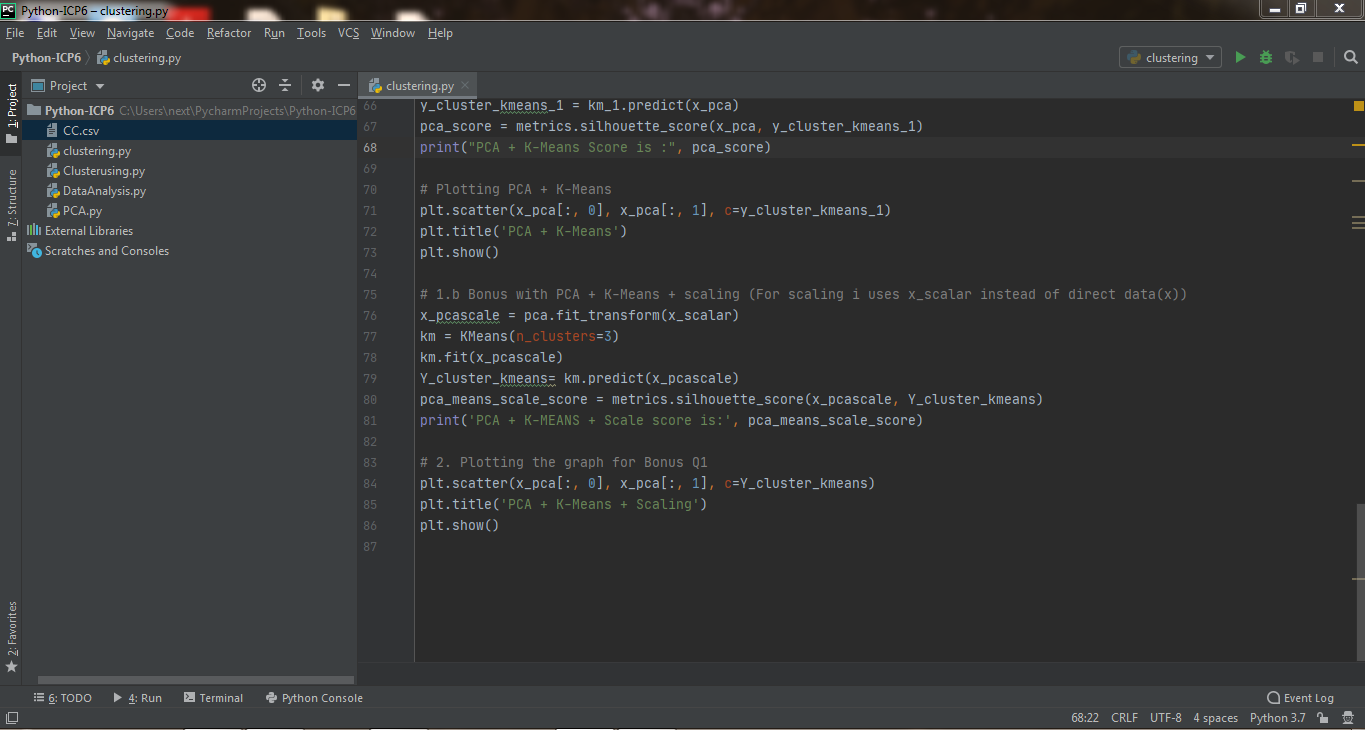 PC Python-ICP6 – clustering.py
File Edit View Navigate Code Refactor Run Tools VCS Window Help
Python-ICP6 clustering.py clustering
1: Project
7: Structure
2: Favorites
Project
Python-ICP6 C:\Users\next\PycharmProjects\Python-ICP6
CC.csv
clustering.py
Clusterusing.py
DataAnalysis.py
PCA.py
External Libraries
Scratches and Consoles
clustering.py
66 y_cluster_kmeans_1 = km_1.predict(x_pca)
67 pca_score = metrics.silhouette_score(x_pca, y_cluster_kmeans_1)
68 print("PCA + K-Means Score is :", pca_score)
69
70 # Plotting PCA + K-Means
71 plt.scatter(x_pca[:, 0], x_pca[:, 1], c=y_cluster_kmeans_1)
72 plt.title('PCA + K-Means')
73 plt.show()
74
75 # 1.b Bonus with PCA + K-Means + scaling (For scaling i uses x_scalar instead of direct data(x))
76 x_pcascale = pca.fit_transform(x_scalar)
77 km = KMeans(n_clusters=3)
78 km.fit(x_pcascale)
79 Y_cluster_kmeans= km.predict(x_pcascale)
80 pca_means_scale_score = metrics.silhouette_score(x_pcascale, Y_cluster_kmeans)
81 print('PCA + K-MEANS + Scale score is:', pca_means_scale_score)
82
83 # 2. Plotting the graph for Bonus Q1
84 plt.scatter(x_pca[:, 0], x_pca[:, 1], c=Y_cluster_kmeans)
85 plt.title('PCA + K-Means + Scaling')
86 plt.show()
87
6: TODO 4: Run Terminal Python Console Event Log
68:22 CRLF UTF-8 4 spaces Python 3.7